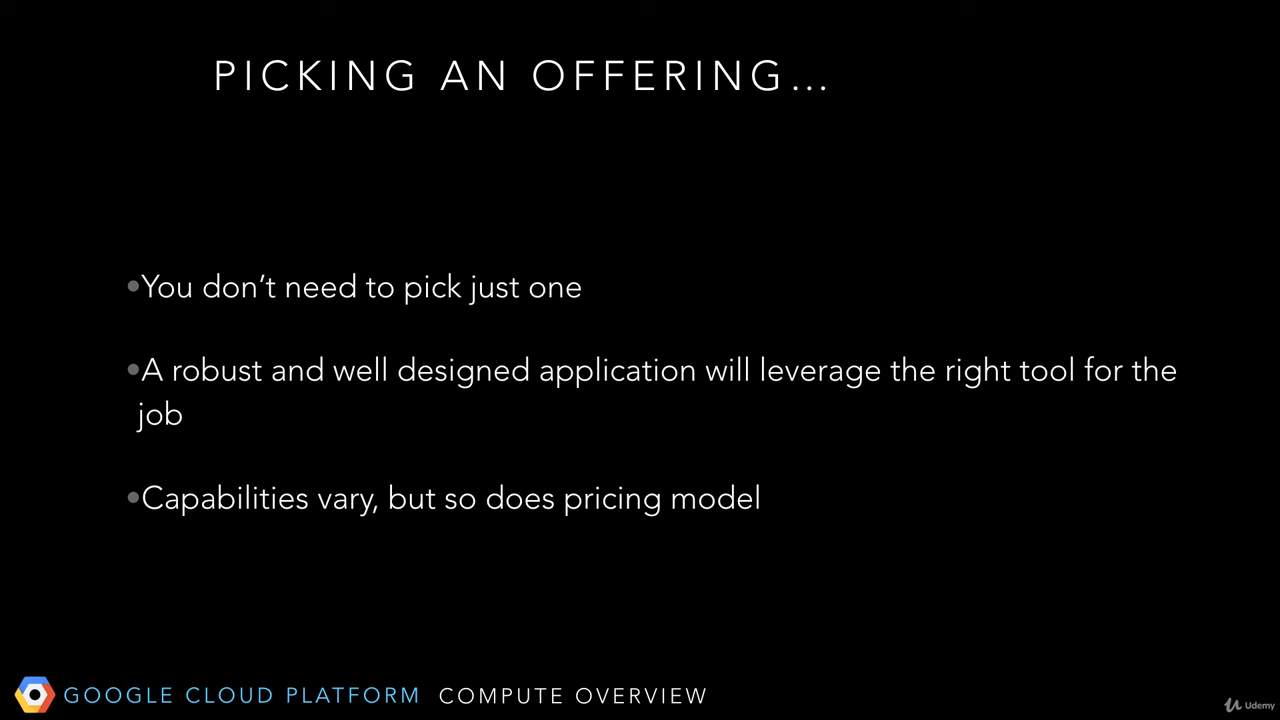 PICKING AN OFFERING...
•You don't need to pick just one
•A robust and well designed application will leverage the right tool for the
job
•Capabilities vary, but so does pricing model
GOOGLE CLOUD PLATFORM COMPUTE OVERVIEW
Udemy